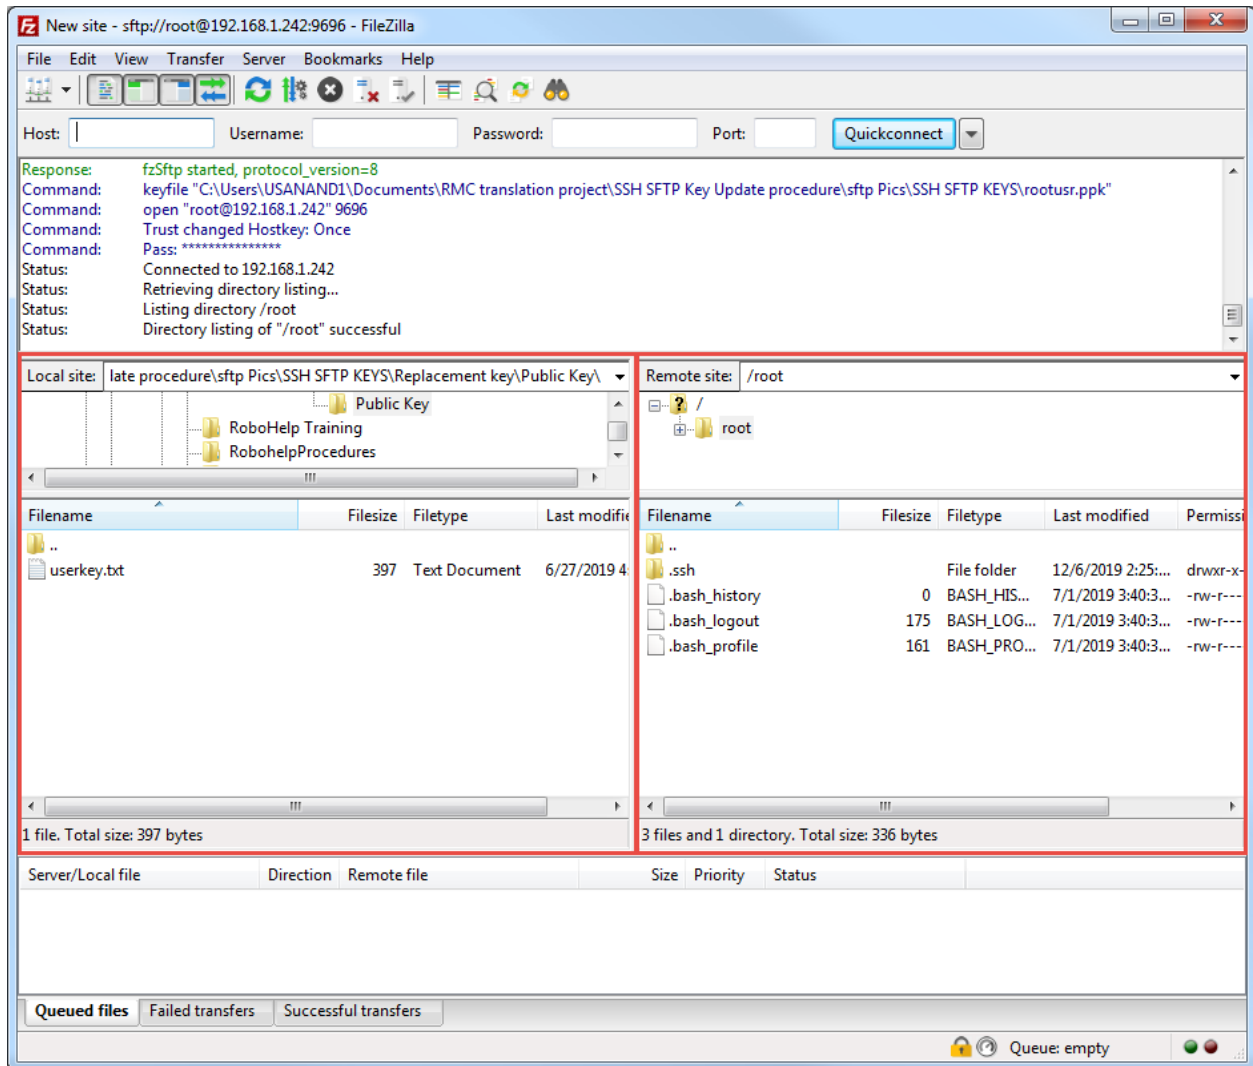 New site - sftp://root@192.168.1.242:9696 - FileZilla
File Edit View Transfer Server Bookmarks Help
Host: Username: Password: Port: Quickconnect
Response: fzSftp started, protocol_version=8
Command: keyfile "C:\Users\USANAND1\Documents\RMC translation project\SSH SFTP Key Update procedure\sftp Pics\SSH SFTP KEYS\rootusr.ppk"
Command: open "root@192.168.1.242" 9696
Command: Trust changed Hostkey: Once
Command: Pass: ***************
Status: Connected to 192.168.1.242
Status: Retrieving directory listing...
Status: Listing directory /root
Status: Directory listing of "/root" successful
Local site: late procedure\sftp Pics\SSH SFTP KEYS\Replacement key\Public Key\
Public Key
RoboHelp Training
RobohelpProcedures
Filename Filesize Filetype Last modifie
..
userkey.txt 397 Text Document 6/27/2019 4:
1 file. Total size: 397 bytes
Remote site: /root
? /
root
Filename Filesize Filetype Last modified Permissi
..
.ssh File folder 12/6/2019 2:25:... drwxr-x-
.bash_history 0 BASH_HIS... 7/1/2019 3:40:3... -rw-r---
.bash_logout 175 BASH_LOG... 7/1/2019 3:40:3... -rw-r---
.bash_profile 161 BASH_PRO... 7/1/2019 3:40:3... -rw-r---
3 files and 1 directory. Total size: 336 bytes
Server/Local file Direction Remote file Size Priority Status
Queued files Failed transfers Successful transfers
Queue: empty